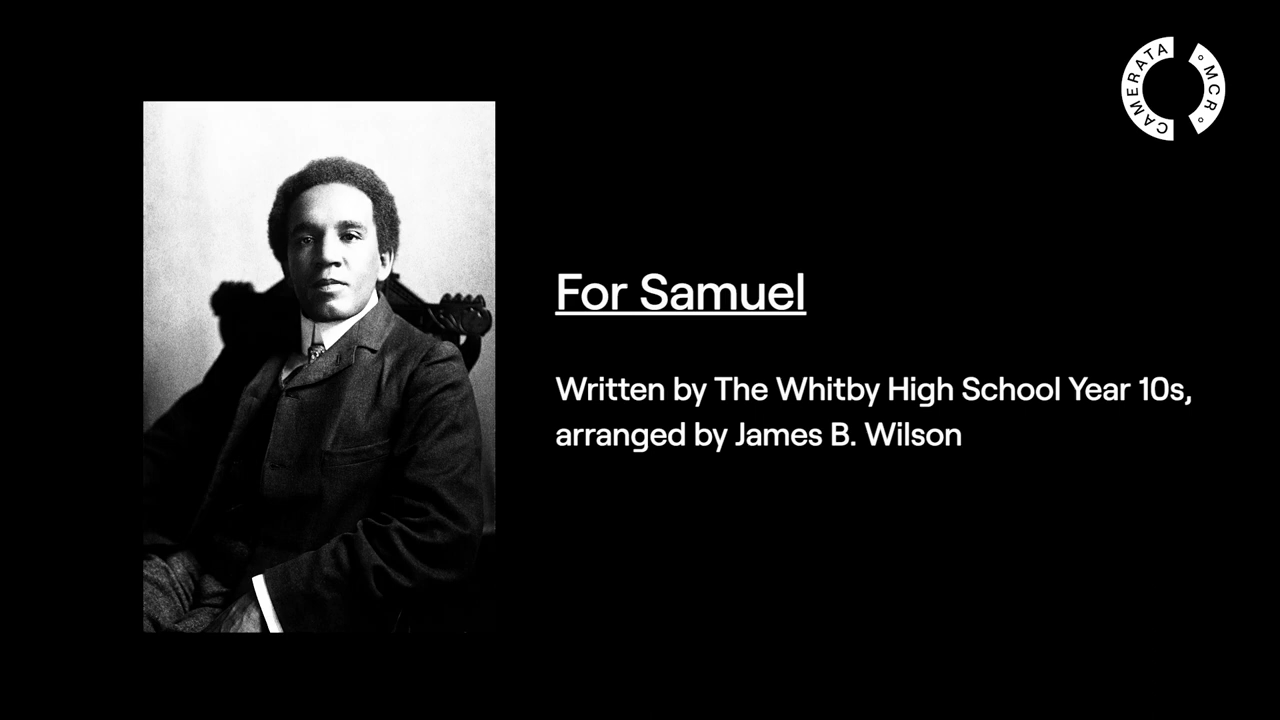 CAMERATA
MCR
For Samuel
Written by The Whitby High School Year 10s,
arranged by James B. Wilson